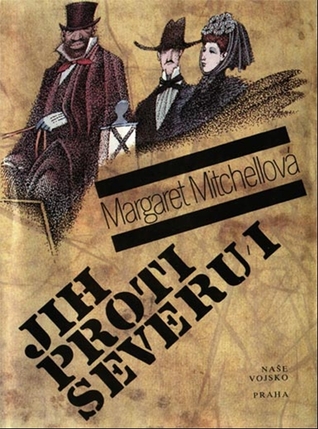 Margaret Mitchellová
JIH
PROTI
SEVERU/I
NAŠE
VOJSKO
PRAHA